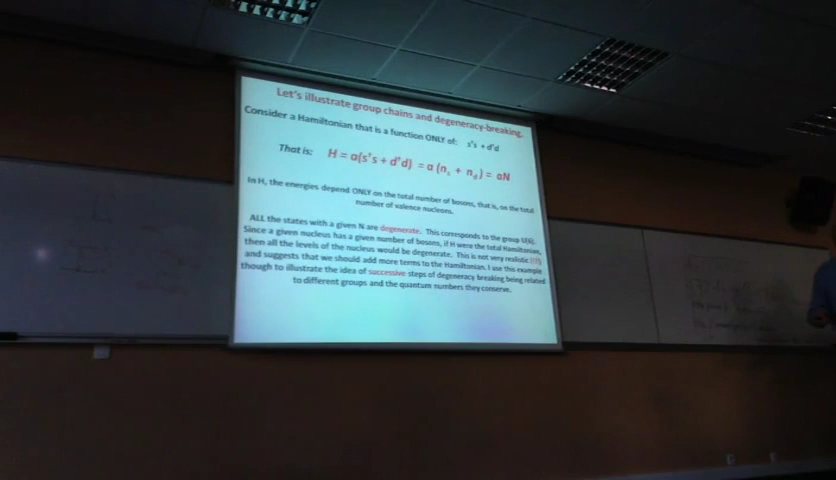 Let's illustrate group chains and degeneracy-breaking.
Consider a Hamiltonian that is a function ONLY of: s†s + d†d
That is: H = a(s†s + d†d) = a (nₛ + n_d) = aN
In H, the energies depend ONLY on the total number of bosons, that is, on the total
number of valence nucleons.
ALL the states with a given N are degenerate. This corresponds to the group U(6).
Since a given nucleus has a given number of bosons, if H were the total Hamiltonian,
then all the levels of the nucleus would be degenerate. This is not very realistic (!!!)
and suggests that we should add more terms to the Hamiltonian. I use this example
though to illustrate the idea of successive steps of degeneracy breaking being related
to different groups and the quantum numbers they conserve.